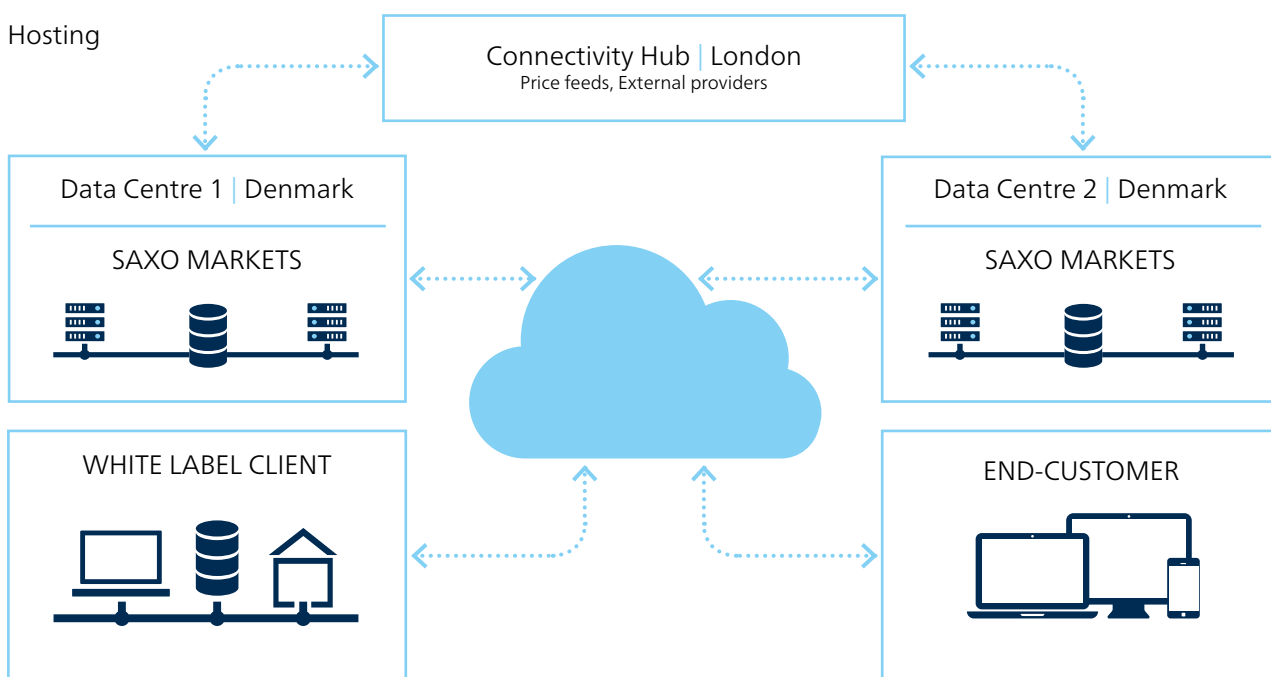 Hosting
Connectivity Hub | London
Price feeds, External providers
Data Centre 1 | Denmark
SAXO MARKETS
Data Centre 2 | Denmark
SAXO MARKETS
WHITE LABEL CLIENT
END-CUSTOMER